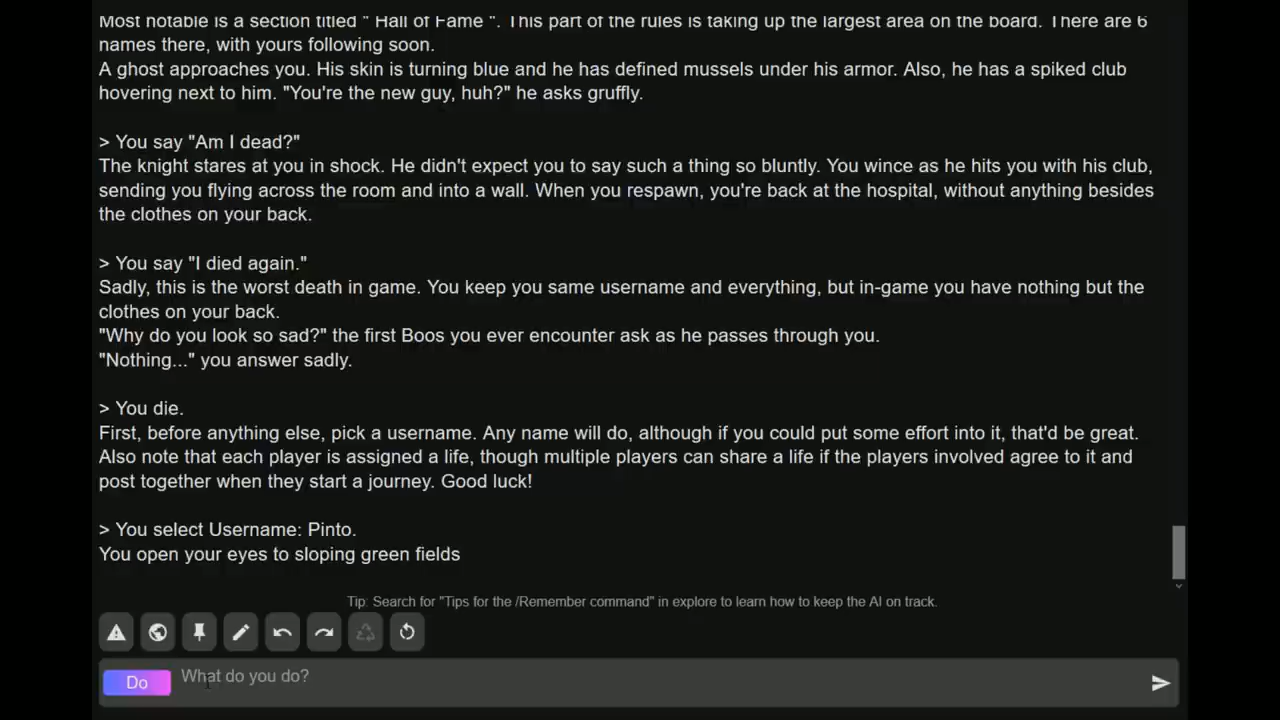 Most notable is a section titled " Hall of Fame ". This part of the rules is taking up the largest area on the board. There are 6
names there, with yours following soon.
A ghost approaches you. His skin is turning blue and he has defined mussels under his armor. Also, he has a spiked club
hovering next to him. "You're the new guy, huh?" he asks gruffly.
> You say "Am I dead?"
The knight stares at you in shock. He didn't expect you to say such a thing so bluntly. You wince as he hits you with his club,
sending you flying across the room and into a wall. When you respawn, you're back at the hospital, without anything besides
the clothes on your back.
> You say "I died again."
Sadly, this is the worst death in game. You keep you same username and everything, but in-game you have nothing but the
clothes on your back.
"Why do you look so sad?" the first Boos you ever encounter ask as he passes through you.
"Nothing..." you answer sadly.
> You die.
First, before anything else, pick a username. Any name will do, although if you could put some effort into it, that'd be great.
Also note that each player is assigned a life, though multiple players can share a life if the players involved agree to it and
post together when they start a journey. Good luck!
> You select Username: Pinto.
You open your eyes to sloping green fields
Tip: Search for "Tips for the /Remember command" in explore to learn how to keep the AI on track.
Do What do you do?